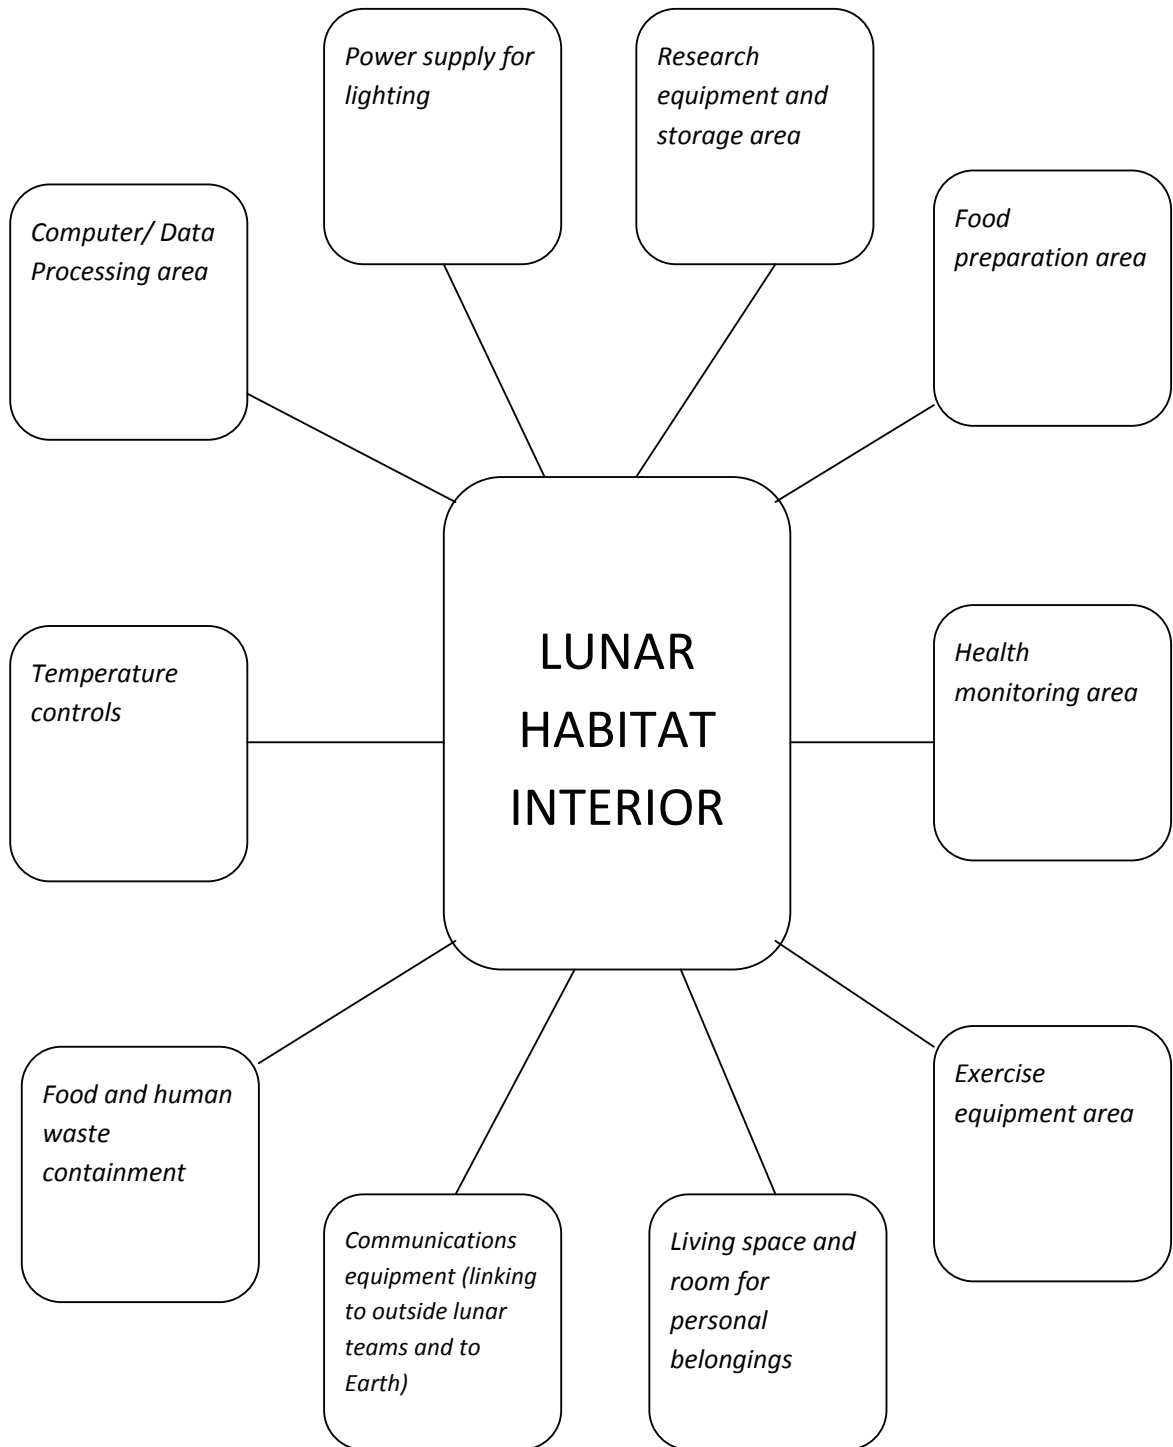 Power supply for
lighting
Research
equipment and
storage area
Computer/ Data
Processing area
Food
preparation area
LUNAR
HABITAT
INTERIOR
Temperature
controls
Health
monitoring area
Food and human
waste
containment
Exercise
equipment area
Communications
equipment (linking
to outside lunar
teams and to
Earth)
Living space and
room for
personal
belongings